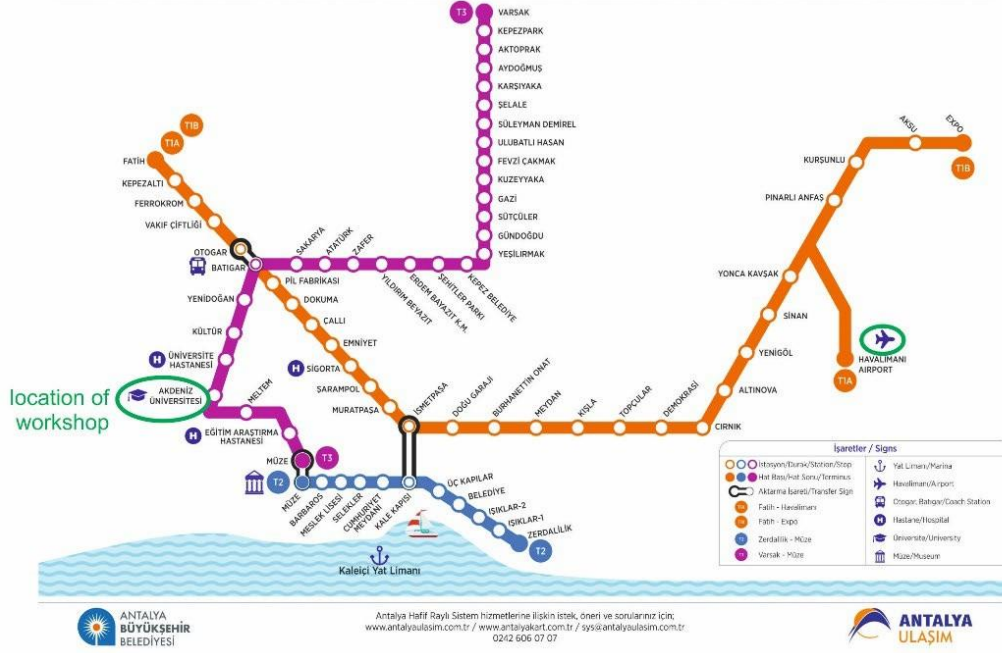 T3
VARSAK
KEPEZPARK
AKTOPRAK
AYDOĞMUŞ
KARŞIYAKA
ŞELALE
SÜLEYMAN DEMİREL
ULUBATLI HASAN
FEVZİ ÇAKMAK
KUZEYYAKA
GAZİ
SÜTÇÜLER
GÜNDOĞDU
YEŞİLIRMAK
T1B
T1A
FATİH
KEPEZALTI
FERROKROM
VAKIF ÇİFTLİĞİ
OTOGAR
BATIGAR
SAKARYA
ATATÜRK
ZAFER
YILDIRIM BEYAZIT
ERDEM BAYAZIT K.M.
ŞEHİTLER PARKI
KEPEZ BELEDİYE
PİL FABRİKASI
DOKUMA
ÇALLI
EMNİYET
H
SİGORTA
ŞARAMPOL
MURATPAŞA
YENİDOĞAN
KÜLTÜR
H
ÜNİVERSİTE
HASTANESİ
location of
workshop
AKDENİZ
ÜNİVERSİTESİ
MELTEM
H
EĞİTİM ARAŞTIRMA
HASTANESİ
MÜZE
T3
T2
MÜZE
BARBAROS
MESLEK LİSESİ
SELEKLER
CUMHURİYET
MEYDANI
KALE KAPISI
ÜÇ KAPILAR
BELEDİYE
IŞIKLAR-2
IŞIKLAR-1
ZERDALİLİK
T2
İSMETPAŞA
DOĞU GARAJI
BURHANETTİN ONAT
MEYDAN
KIŞLA
TOPÇULAR
DEMOKRASİ
CIRNIK
ALTINOVA
YENİGÖL
SİNAN
YONCA KAVŞAK
PINARLI ANFAŞ
KURŞUNLU
AKSU
EXPO
T1B
HAVALİMANI
AIRPORT
T1A
Kaleiçi Yat Limanı
İşaretler / Signs
İstasyon/Durak/Station/Stop
Hat Başı/Hat Sonu/Terminus
Aktarma İşareti/Transfer Sign
Fatih - Havalimanı
Fatih - Expo
Zerdalilik - Müze
Varsak - Müze
Yat Limanı/Marina
Havalimanı/Airport
Otogar, Batıgar/Coach Station
H
Hastane/Hospital
Üniversite/University
Müze/Museum
ANTALYA
BÜYÜKŞEHİR
BELEDİYESİ
Antalya Hafif Raylı Sistem hizmetlerine ilişkin istek, öneri ve sorularınız için;
www.antalyaulasim.com.tr / www.antalyakart.com.tr / sys@antalyaulasim.com.tr
0242 606 07 07
ANTALYA
ULAŞIM